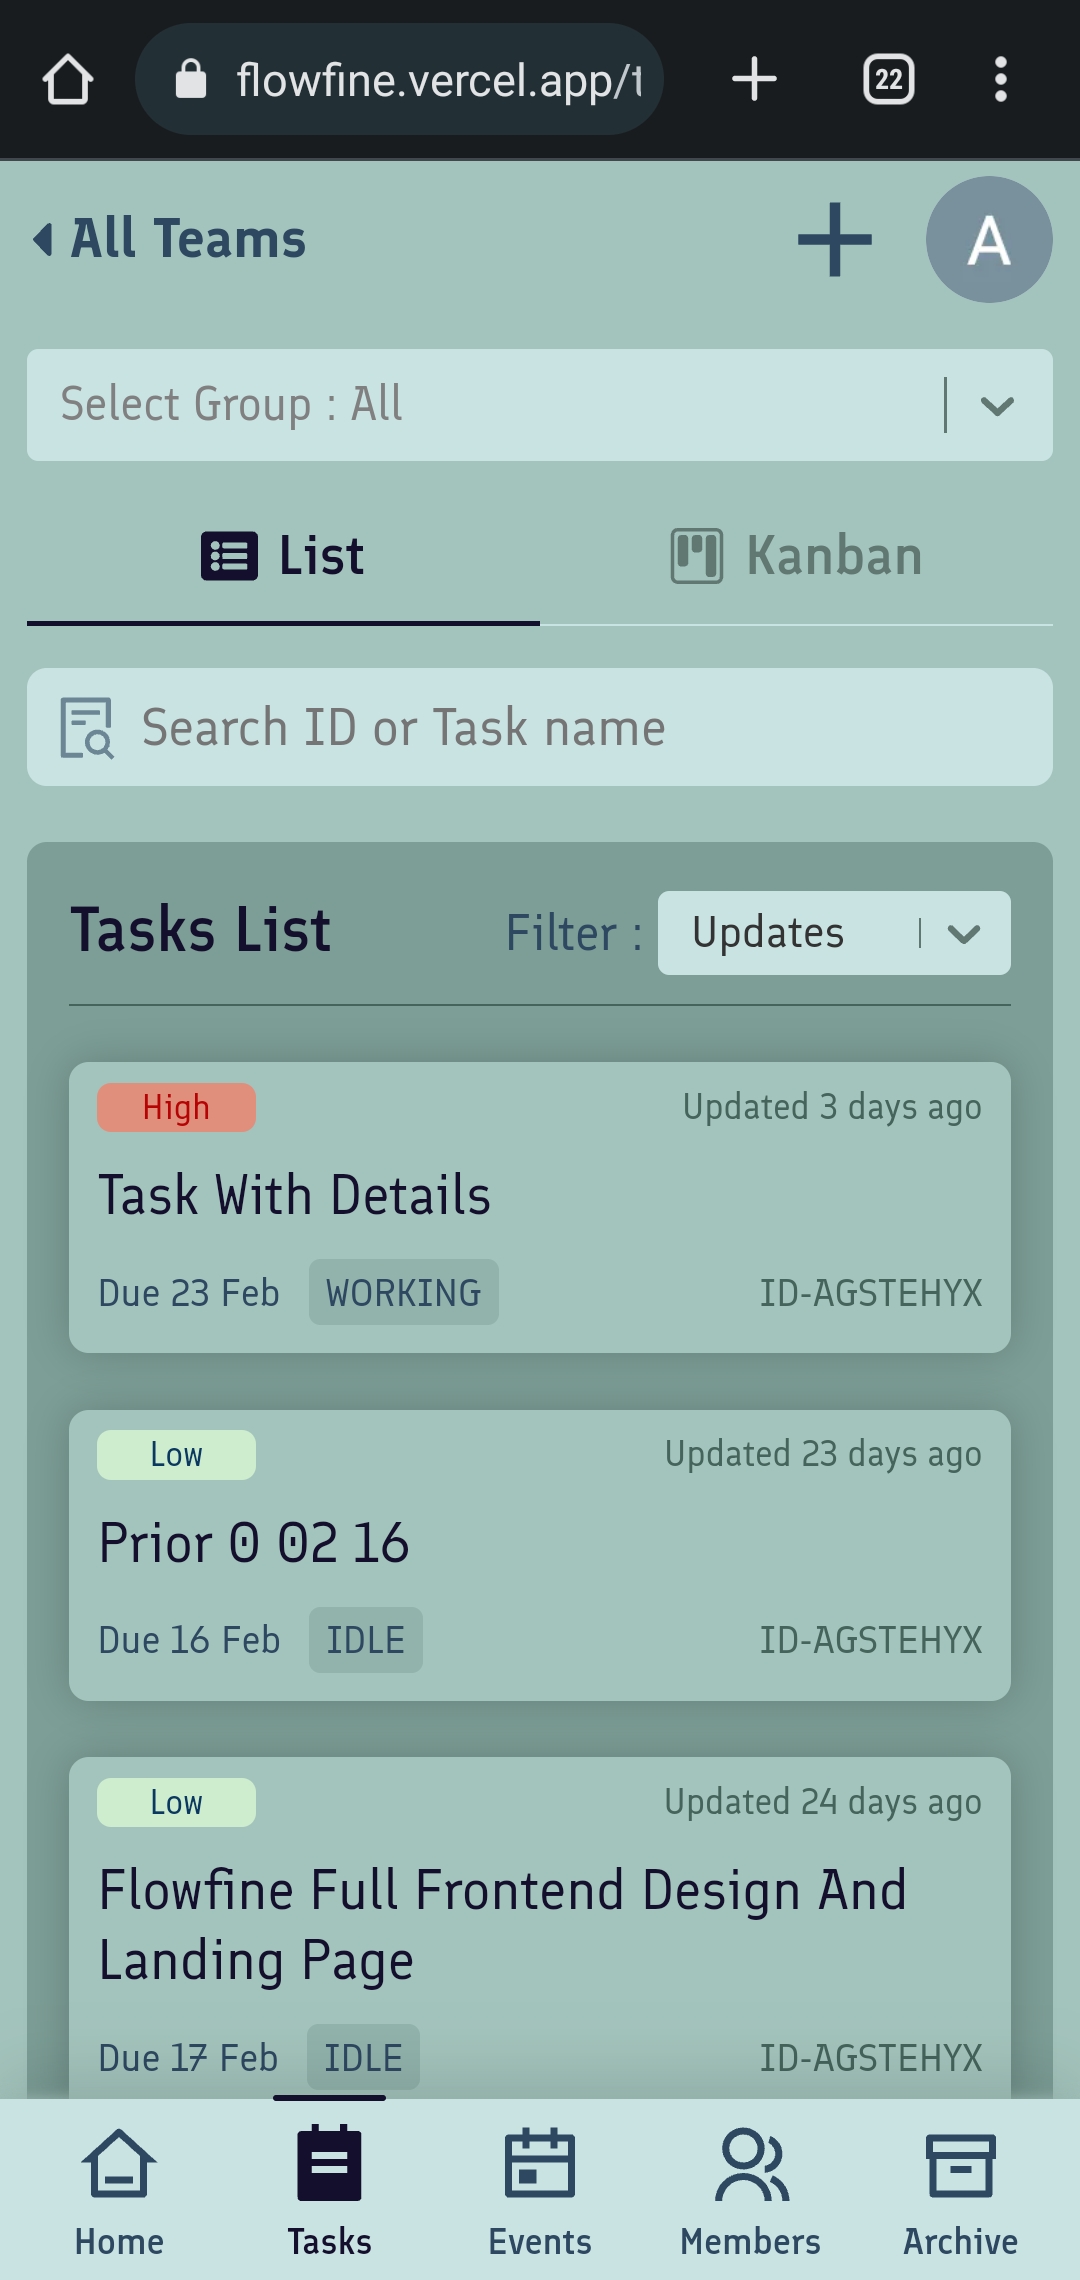 flowfine.vercel.app/t
22
All Teams
A
Select Group : All
List
Kanban
Search ID or Task name
Tasks List
Filter :
Updates
High
Updated 3 days ago
Task With Details
Due 23 Feb
WORKING
ID-AGSTEHYX
Low
Updated 23 days ago
Prior 0 02 16
Due 16 Feb
IDLE
ID-AGSTEHYX
Low
Updated 24 days ago
Flowfine Full Frontend Design And
Landing Page
Due 17 Feb
IDLE
ID-AGSTEHYX
Home
Tasks
Events
Members
Archive